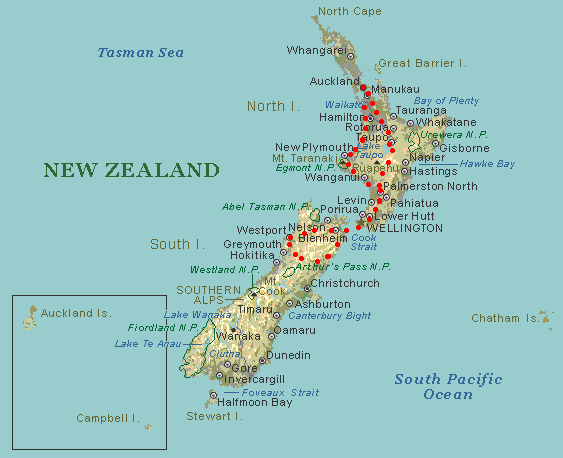 North Cape
Tasman Sea
Whangarei
Great Barrier I.
Auckland
Manukau
North I.
Waikato
Bay of Plenty
Tauranga
Hamilton
Whakatane
Rotorua
Urewera N.P.
Taupo
Gisborne
New Plymouth
Lake
Taupo
Mt. Taranaki
Napier
Hawke Bay
Egmont N.P.
Ruapehu
Hastings
NEW ZEALAND
Wanganui
Palmerston North
Levin
Pahiatua
Abel Tasman N.P.
Porirua
Lower Hutt
Westport
Nelson
WELLINGTON
Blenheim
Cook
Strait
South I.
Greymouth
Hokitika
Arthur's Pass N.P.
Westland N.P.
Mt.
Cook
Christchurch
SOUTHERN
ALPS
Ashburton
Auckland Is.
Lake Wanaka
Timaru
Canterbury Bight
Chatham Is.
Fiordland N.P.
Wanaka
Oamaru
Lake Te Anau
Clutha
Dunedin
Gore
Invercargill
South Pacific
Ocean
Foveaux Strait
Halfmoon Bay
Campbell I.
Stewart I.